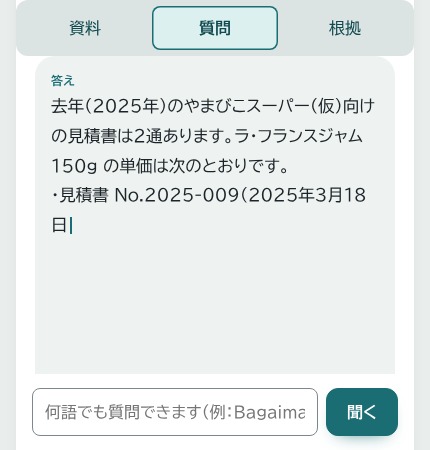 資料
質問
根拠
答え
去年(2025年)のやまびこスーパー(仮)向け
の見積書は2通あります。ラ・フランスジャム
150g の単価は次のとおりです。
・見積書 No.2025-009(2025年3月18
日
何語でも質問できます(例:Bagaima
聞く